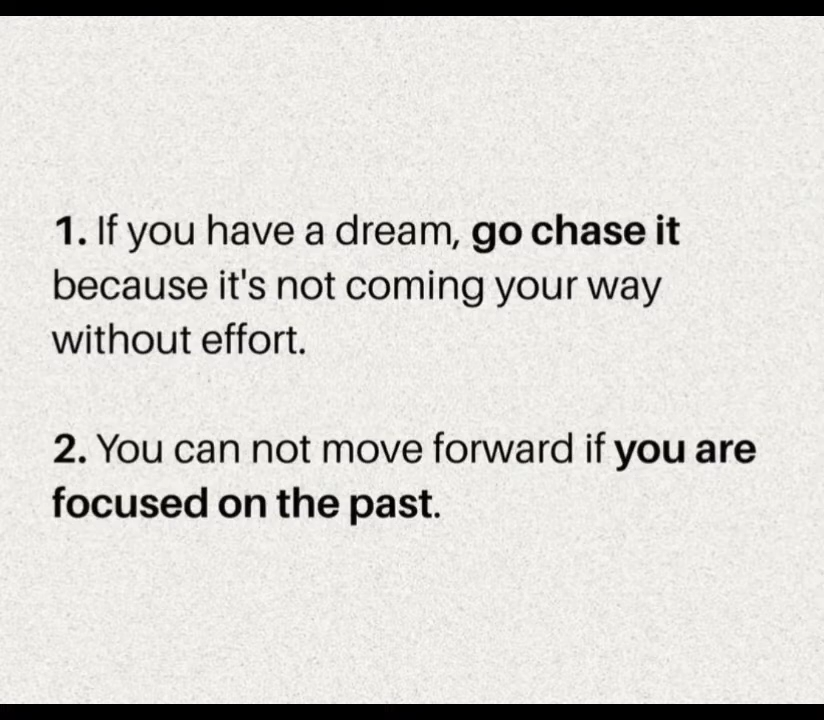 1. If you have a dream, go chase it
because it's not coming your way
without effort.
2. You can not move forward if you are
focused on the past.